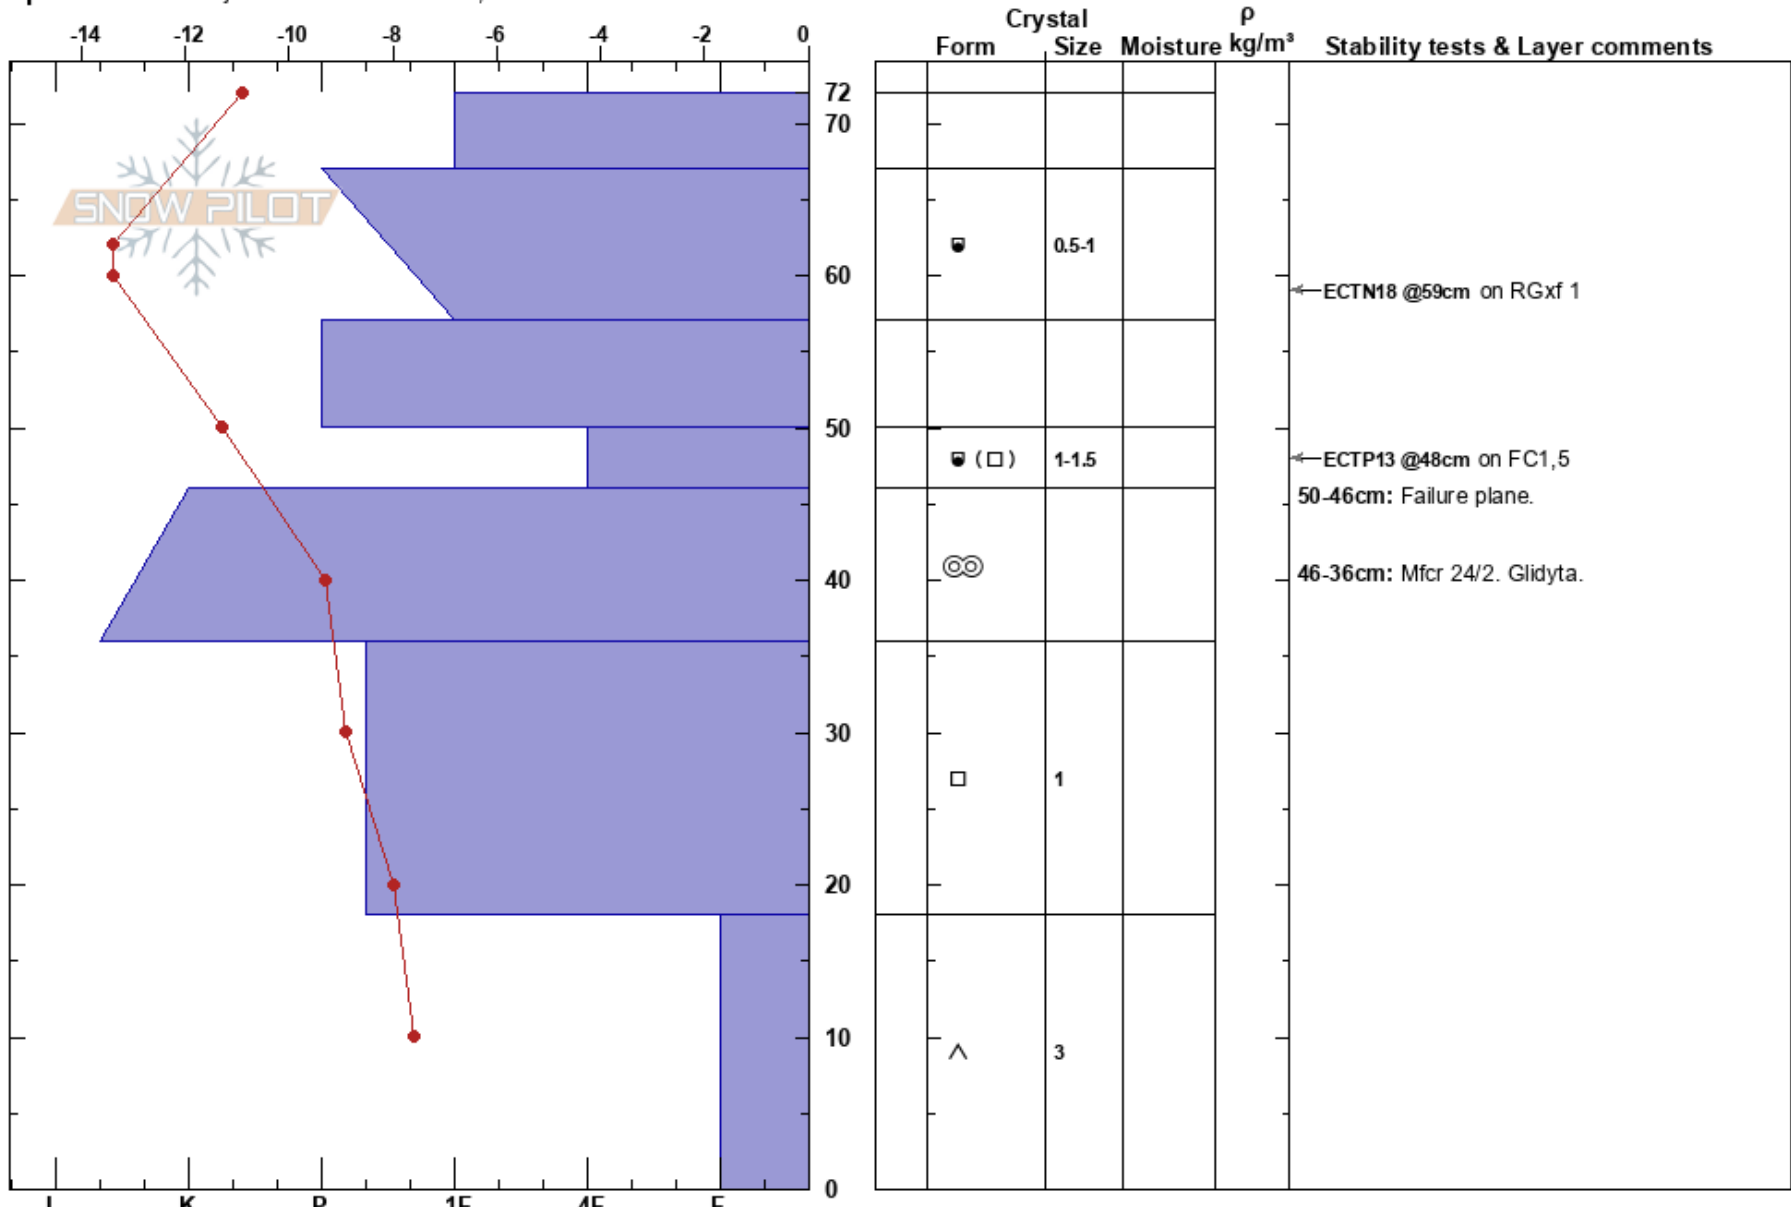 -14 -12 -10 -8 -6 -4 -2 0
Crystal
ρ
Form Size Moisture kg/m³ Stability tests & Layer comments
72
70
SNOW PILOT
0.5-1
60
ECTN18 @59cm on RGxf 1
50
1-1.5
ECTP13 @48cm on FC1,5
50-46cm: Failure plane.
40
46-36cm: Mfcr 24/2. Glidyta.
30
1
20
10
3
0
I K P 1F 4F F